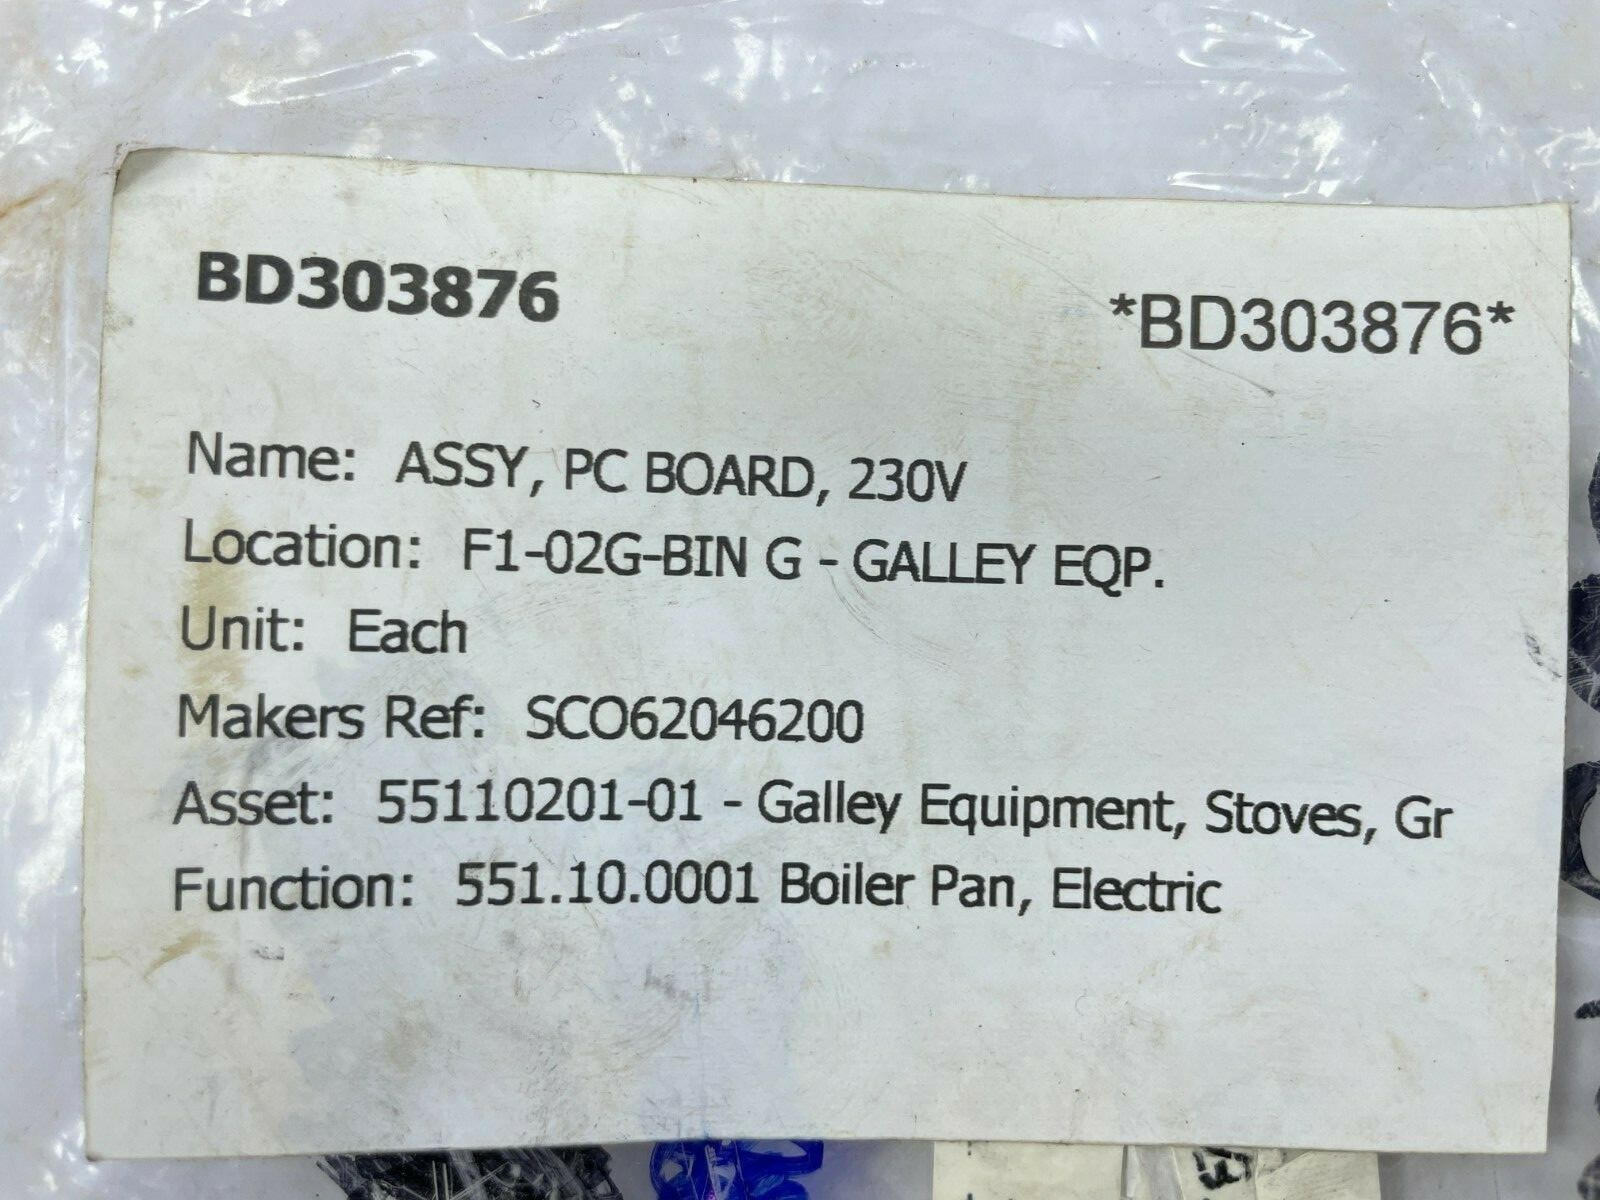 BD303876
*BD303876*
Name: ASSY, PC BOARD, 230V
Location: F1-02G-BIN G - GALLEY EQP.
Unit: Each
Makers Ref: SCO62046200
Asset: 55110201-01 - Galley Equipment, Stoves, Gr
Function: 551.10.0001 Boiler Pan, Electric